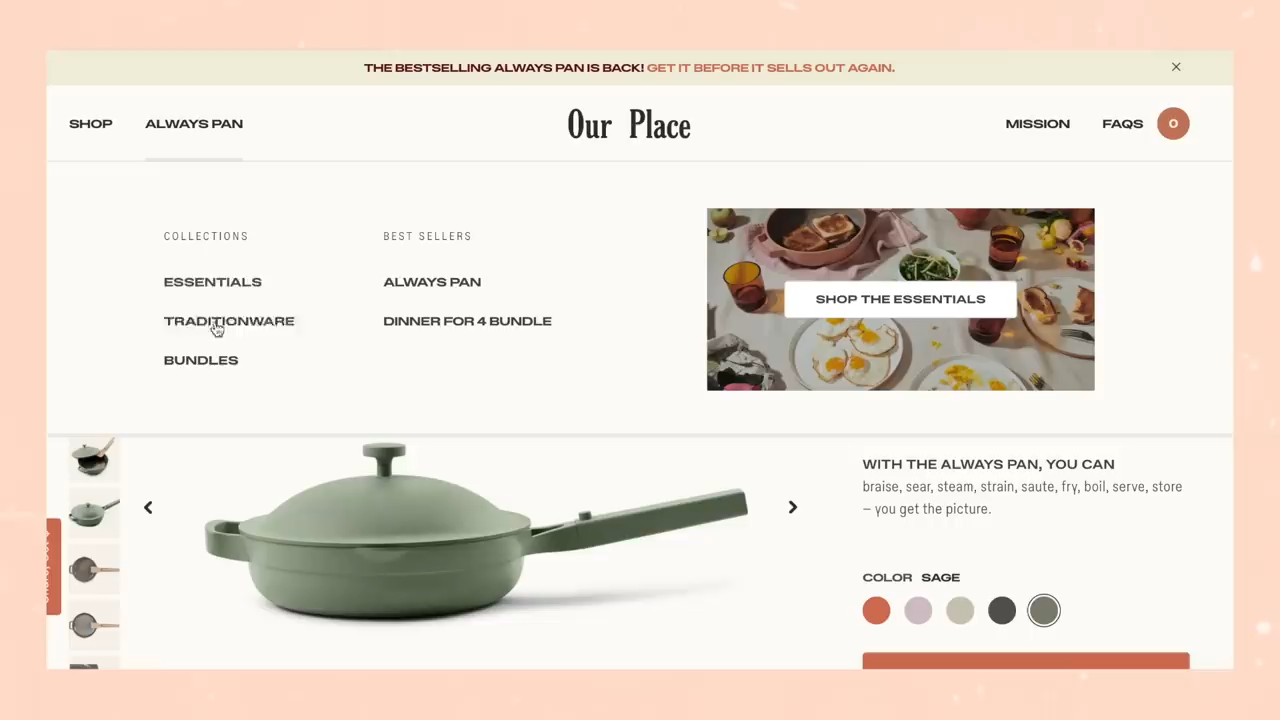 THE BESTSELLING ALWAYS PAN IS BACK! GET IT BEFORE IT SELLS OUT AGAIN.
SHOP
ALWAYS PAN
Our Place
MISSION
FAQS
0
COLLECTIONS
ESSENTIALS
TRADITIONWARE
BUNDLES
BEST SELLERS
ALWAYS PAN
DINNER FOR 4 BUNDLE
SHOP THE ESSENTIALS
WITH THE ALWAYS PAN, YOU CAN
braise, sear, steam, strain, saute, fry, boil, serve, store
– you get the picture.
COLOR SAGE